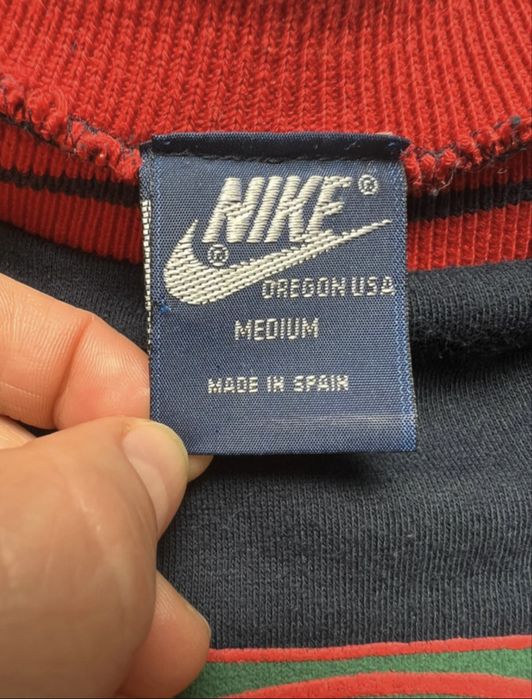 NIKE®
®
OREGON USA
MEDIUM
MADE IN SPAIN